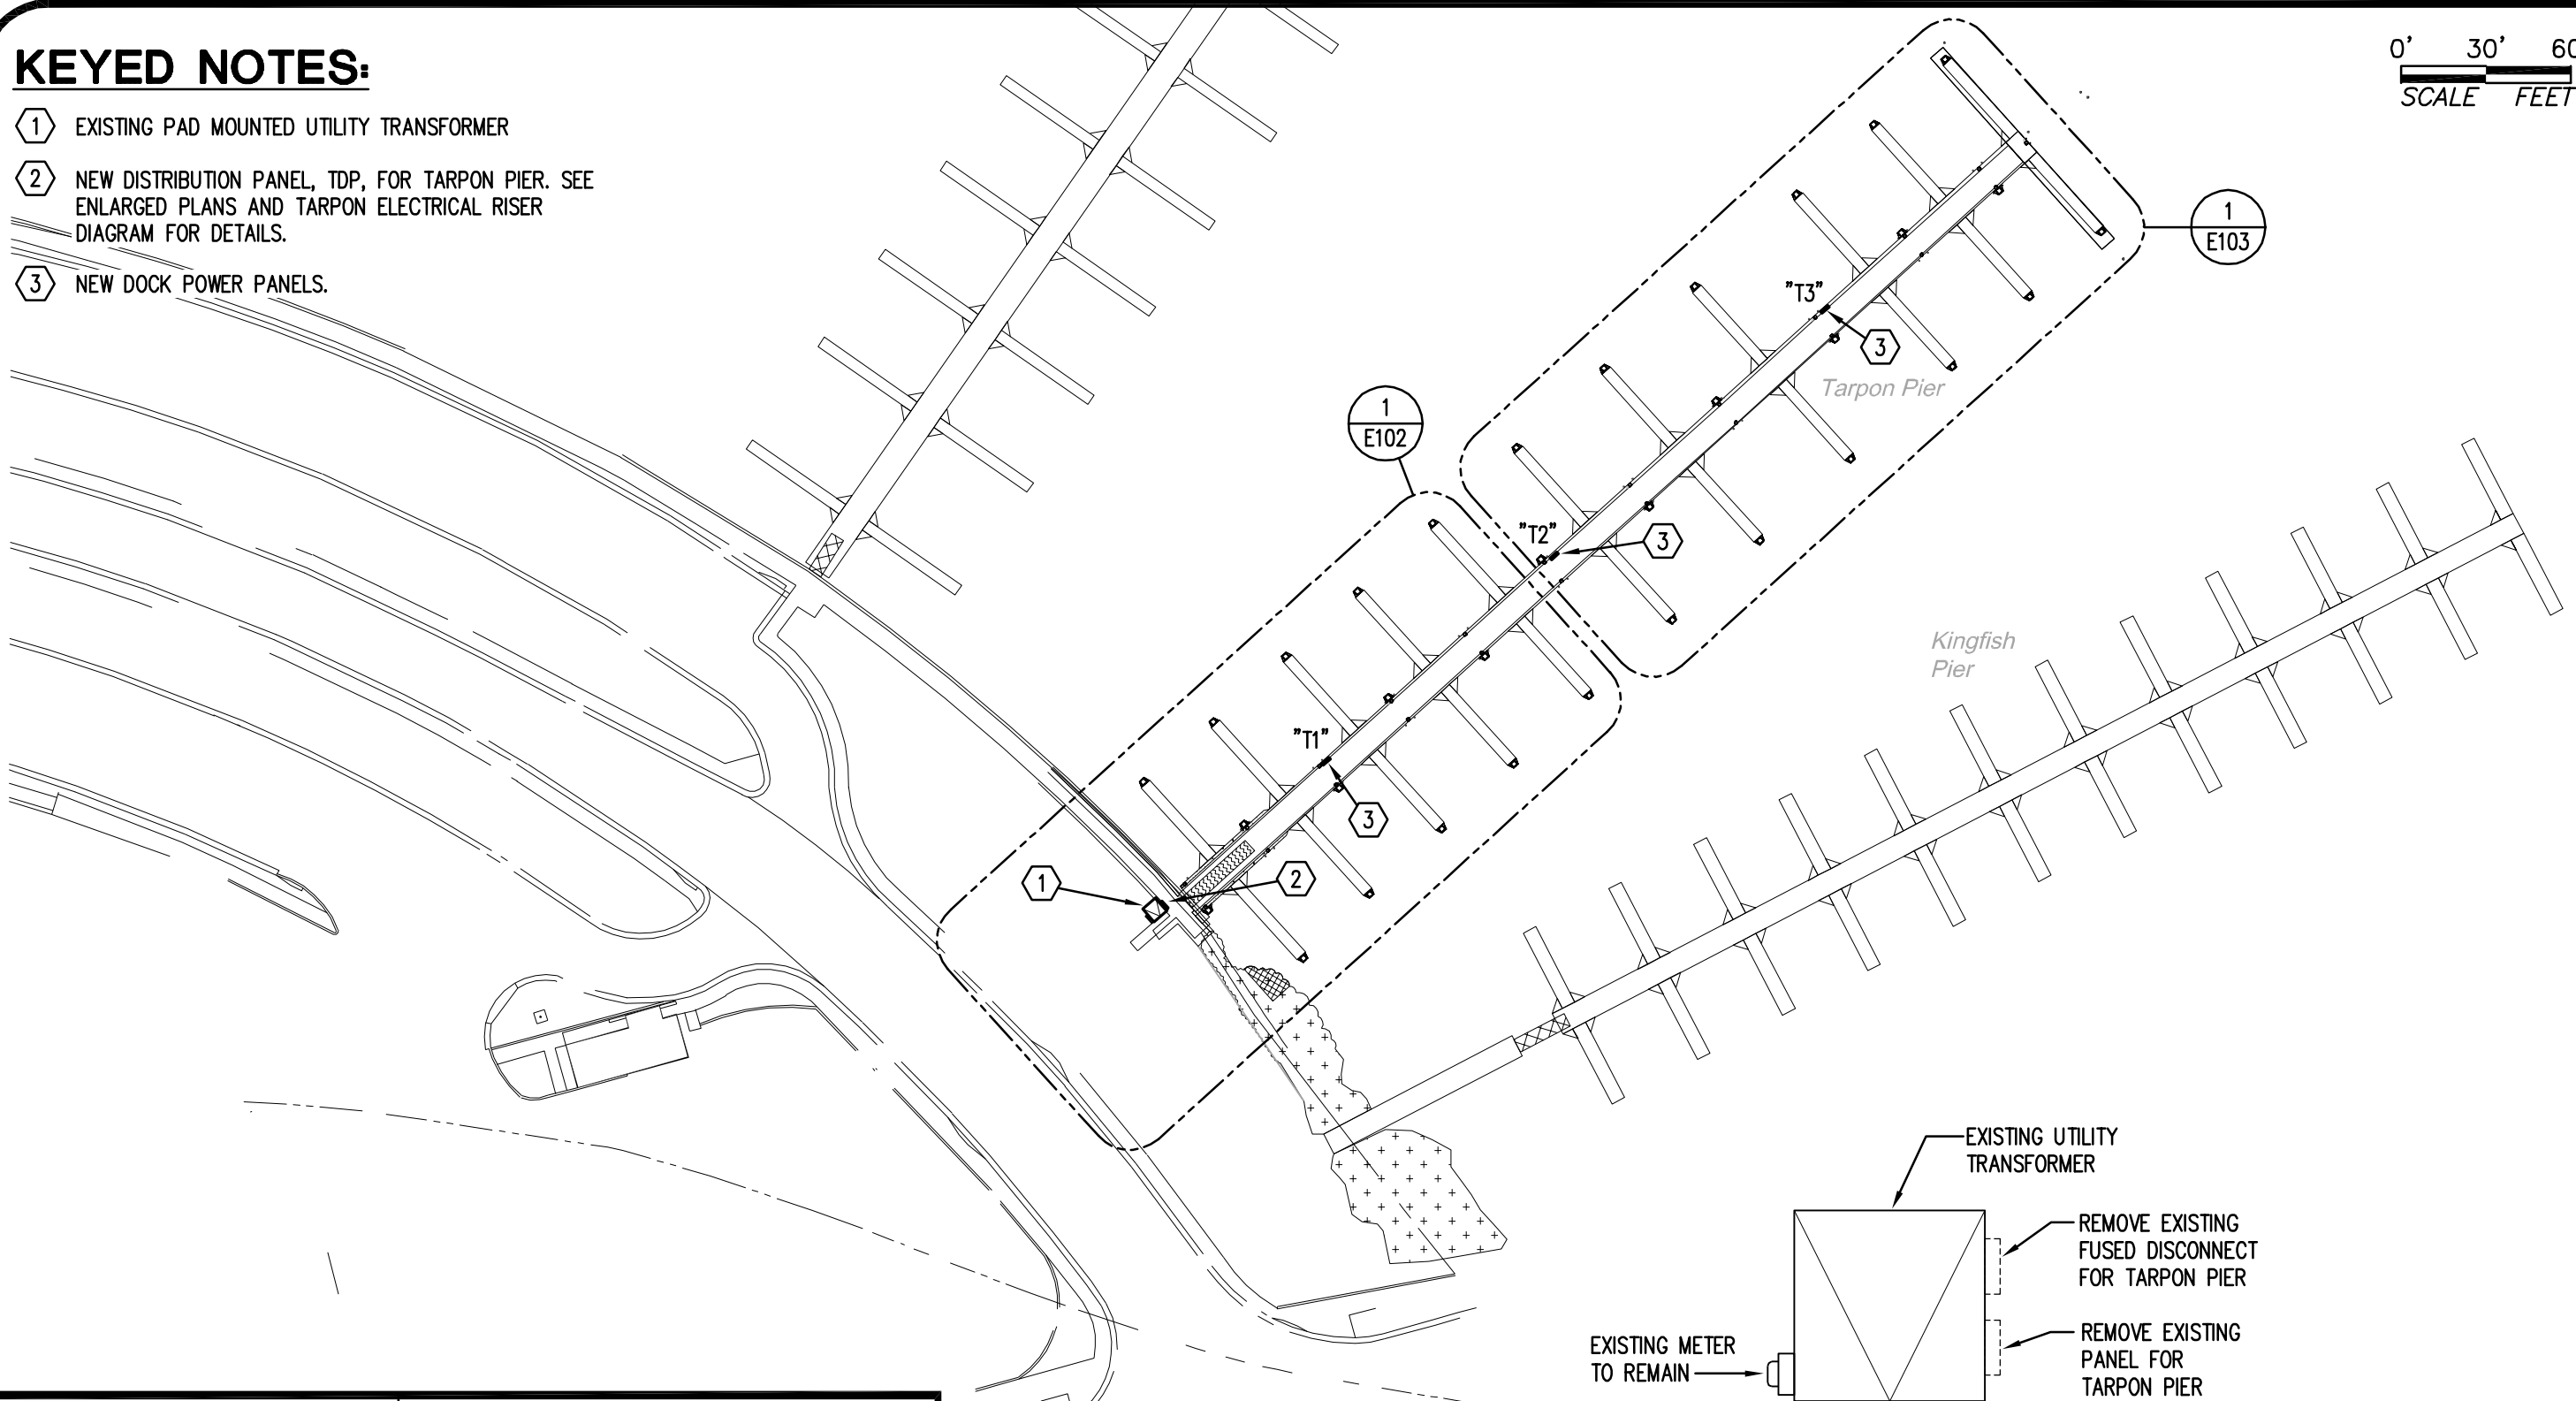 KEYED NOTES:
1 EXISTING PAD MOUNTED UTILITY TRANSFORMER
2 NEW DISTRIBUTION PANEL, TDP, FOR TARPON PIER. SEE
ENLARGED PLANS AND TARPON ELECTRICAL RISER
DIAGRAM FOR DETAILS.
3 NEW DOCK POWER PANELS.
0' 30' 60
SCALE FEET
1
E103
"T3"
3
Tarpon Pier
1
E102
"T2"
3
Kingfish
Pier
"T1"
3
1
2
EXISTING UTILITY
TRANSFORMER
REMOVE EXISTING
FUSED DISCONNECT
FOR TARPON PIER
EXISTING METER
TO REMAIN
REMOVE EXISTING
PANEL FOR
TARPON PIER